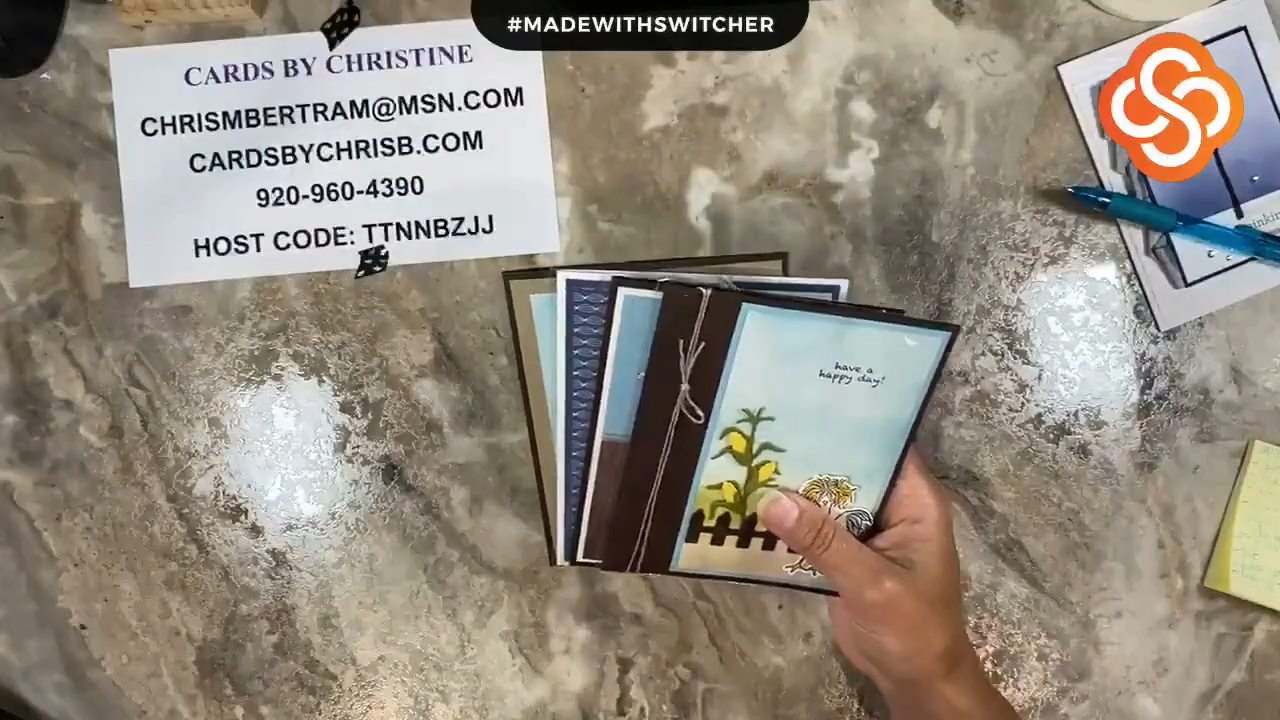 #MADEWITHSWITCHER
CARDS BY CHRISTINE
CHRISMBERTRAM@MSN.COM
CARDSBYCHRISB.COM
920-960-4390
HOST CODE: TTNNBZJJ
have a
happy day!